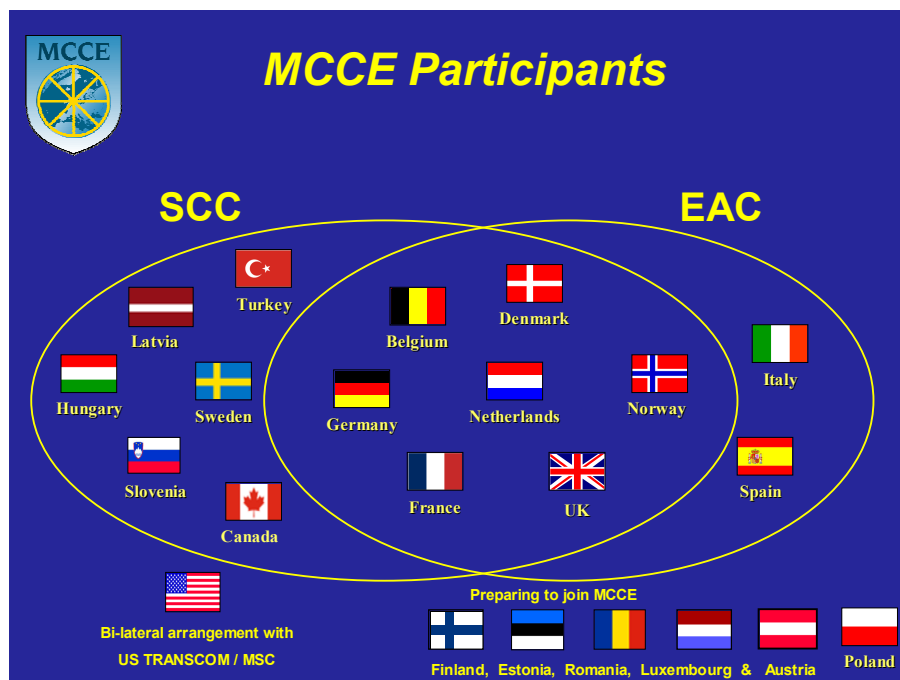 MCCE
MCCE Participants
SCC
EAC
Turkey
Latvia
Hungary
Sweden
Slovenia
Canada
Belgium
Denmark
Germany
Netherlands
Norway
France
UK
Italy
Spain
Bi-lateral arrangement with
US TRANSCOM / MSC
Preparing to join MCCE
Finland, Estonia, Romania, Luxembourg & Austria
Poland